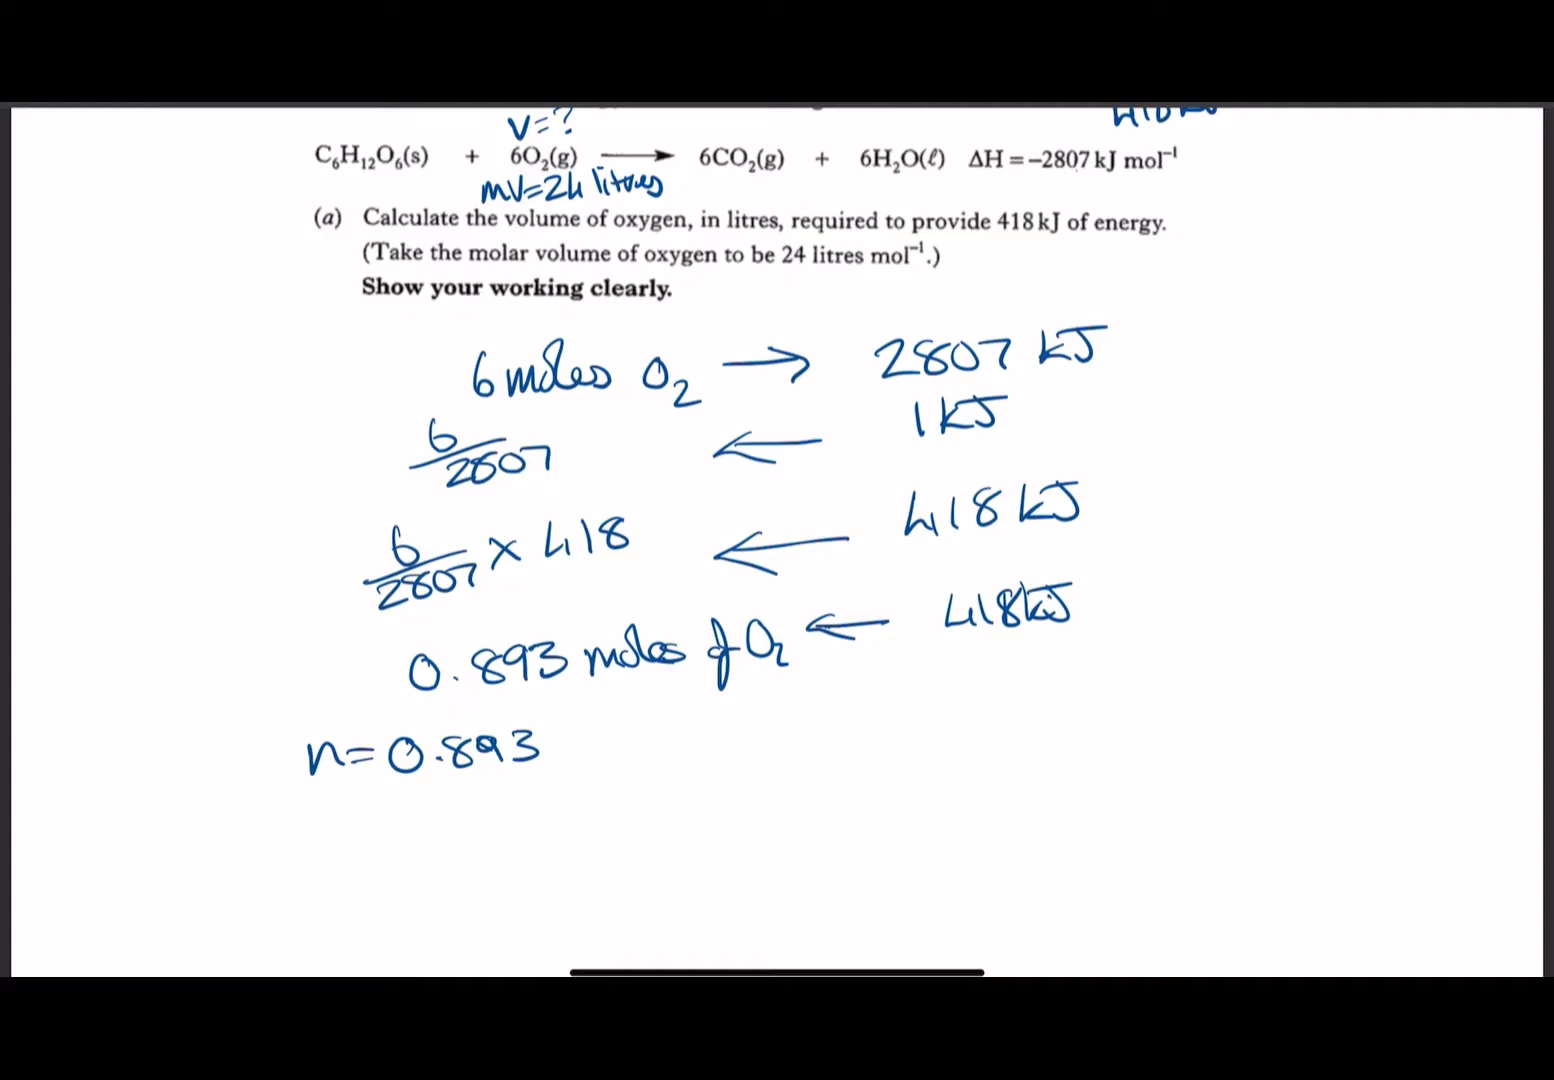 V=?
C₆H₁₂O₆(s) + 6O₂(g) ⟶ 6CO₂(g) + 6H₂O(ℓ) ΔH = −2807 kJ mol⁻¹
mV=24 litres
(a) Calculate the volume of oxygen, in litres, required to provide 418 kJ of energy.
(Take the molar volume of oxygen to be 24 litres mol⁻¹.)
Show your working clearly.
6 moles O₂ → 2807 kJ
6/2807 ← 1 kJ
6/2807 × 418 ← 418 kJ
0.893 moles of O₂ ← 418 kJ
n = 0.893